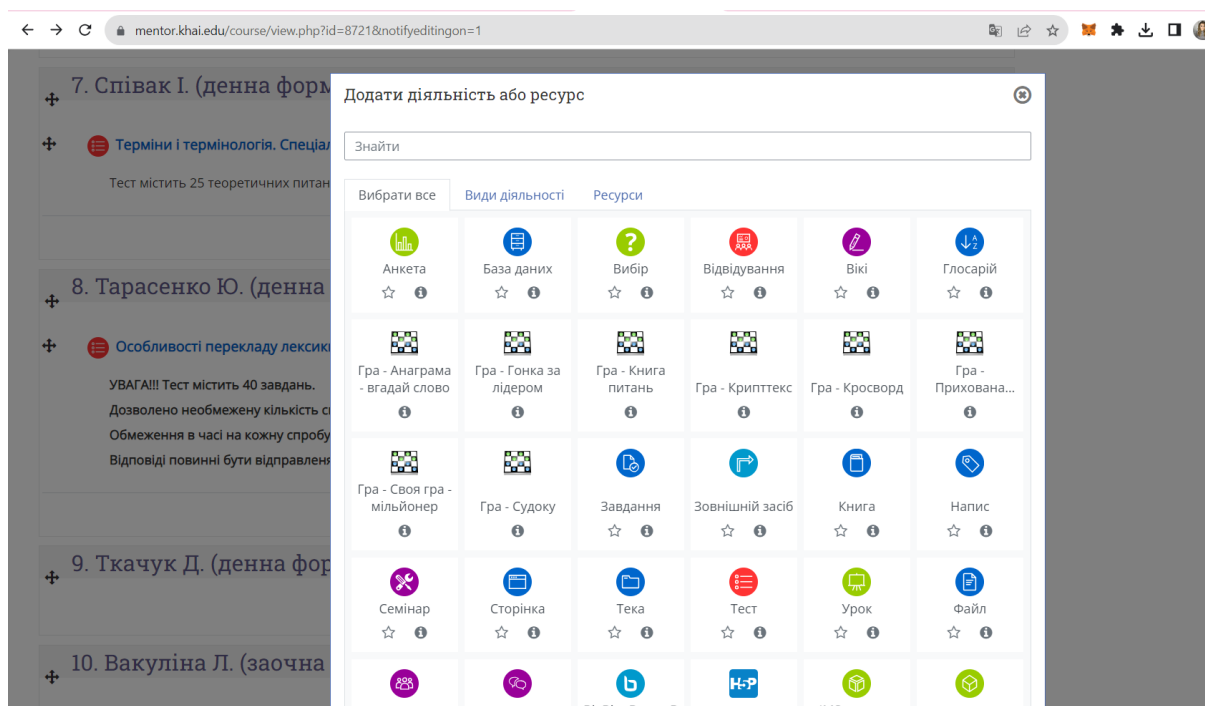 mentor.khai.edu/course/view.php?id=8721&notifyeditingon=1
7. Співак І. (денна форм
Терміни і термінологія. Спеціал
Тест містить 25 теоретичних питан
8. Тарасенко Ю. (денна
Особливості перекладу лексик
УВАГА!!! Тест містить 40 завдань.
Дозволено необмежену кількість с
Обмеження в часі на кожну спробу
Відповіді повинні бути відправлен
9. Ткачук Д. (денна фор
10. Вакуліна Л. (заочна
Додати діяльність або ресурс
Знайти
Вибрати все Види діяльності Ресурси
Анкета База даних Вибір Відвідування Вікі Глосарій
Гра - Анаграма Гра - Гонка за Гра - Книга Гра -
- вгадай слово лідером питань Гра - Крипттекс Гра - Кросворд Прихована...
Гра - Своя гра -
мільйонер Гра - Судоку Завдання Зовнішній засіб Книга Напис
Семінар Сторінка Тека Тест Урок Файл
H-P